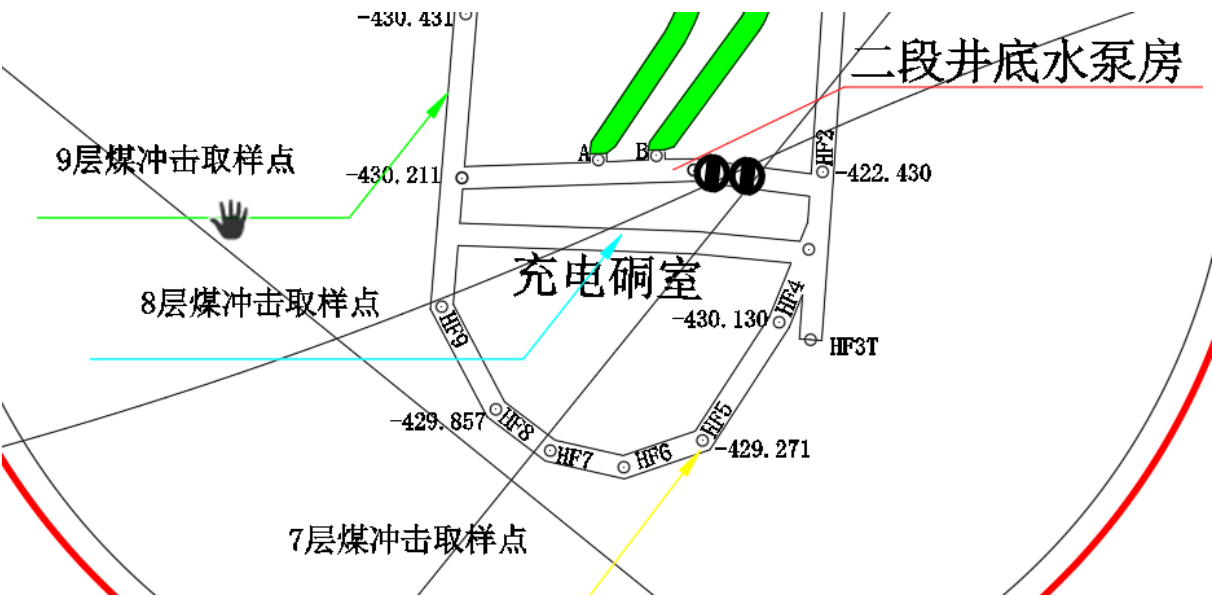 -430.431
二段井底水泵房
9层煤冲击取样点
A
B
HF2
-430.211
-422.430
充电硐室
8层煤冲击取样点
HF4
-430.130
HF9
HF3T
-429.857
HF8
HF5
HF7
HF6
-429.271
7层煤冲击取样点